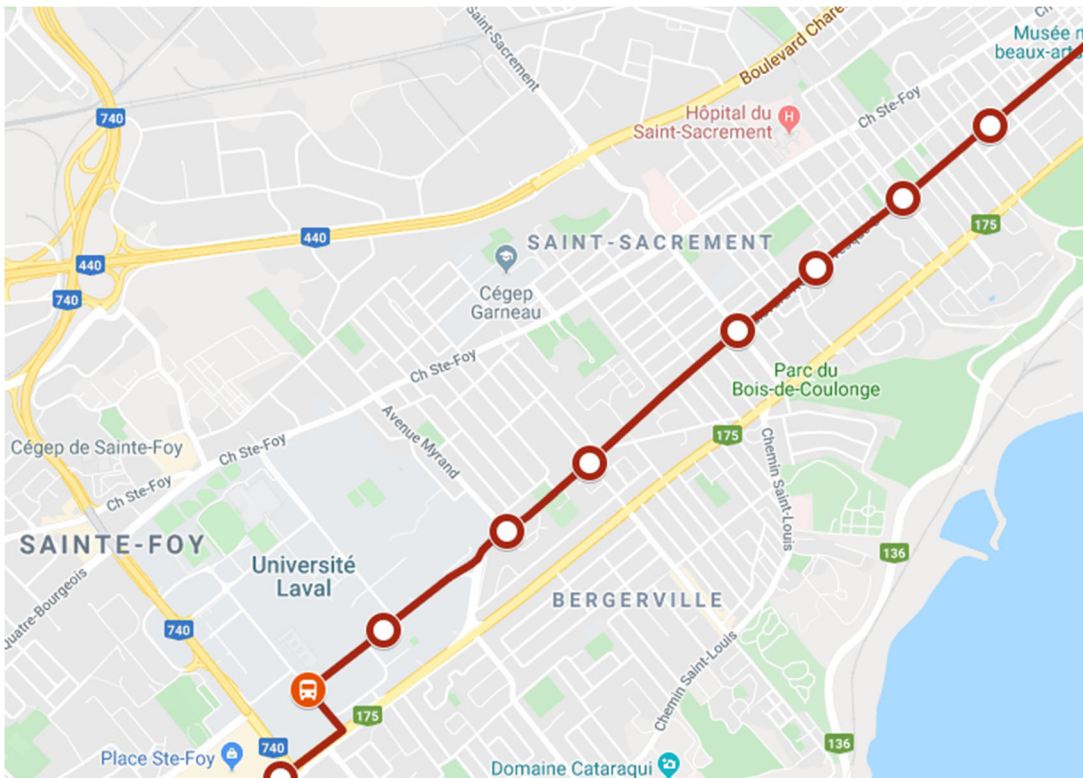 Musée n
beaux-arts
Ch
Saint-Sacrement
Boulevard Chare
Ch Ste-Foy
Hôpital du
Saint-Sacrement
H
740
440
440
740
175
SAINT-SACREMENT
Cégep
Garneau
Ch Ste-Foy
Parc du
Bois-de-Coulonge
Avenue Myrand
175
Chemin Saint-Louis
Cégep de Sainte-Foy
Ch Ste-Foy
Ch Ste-Foy
SAINTE-FOY
136
Université
Laval
BERGERVILLE
Quatre-Bourgeois
740
Chemin Saint-Louis
175
740
136
Place Ste-Foy
Domaine Cataraqui